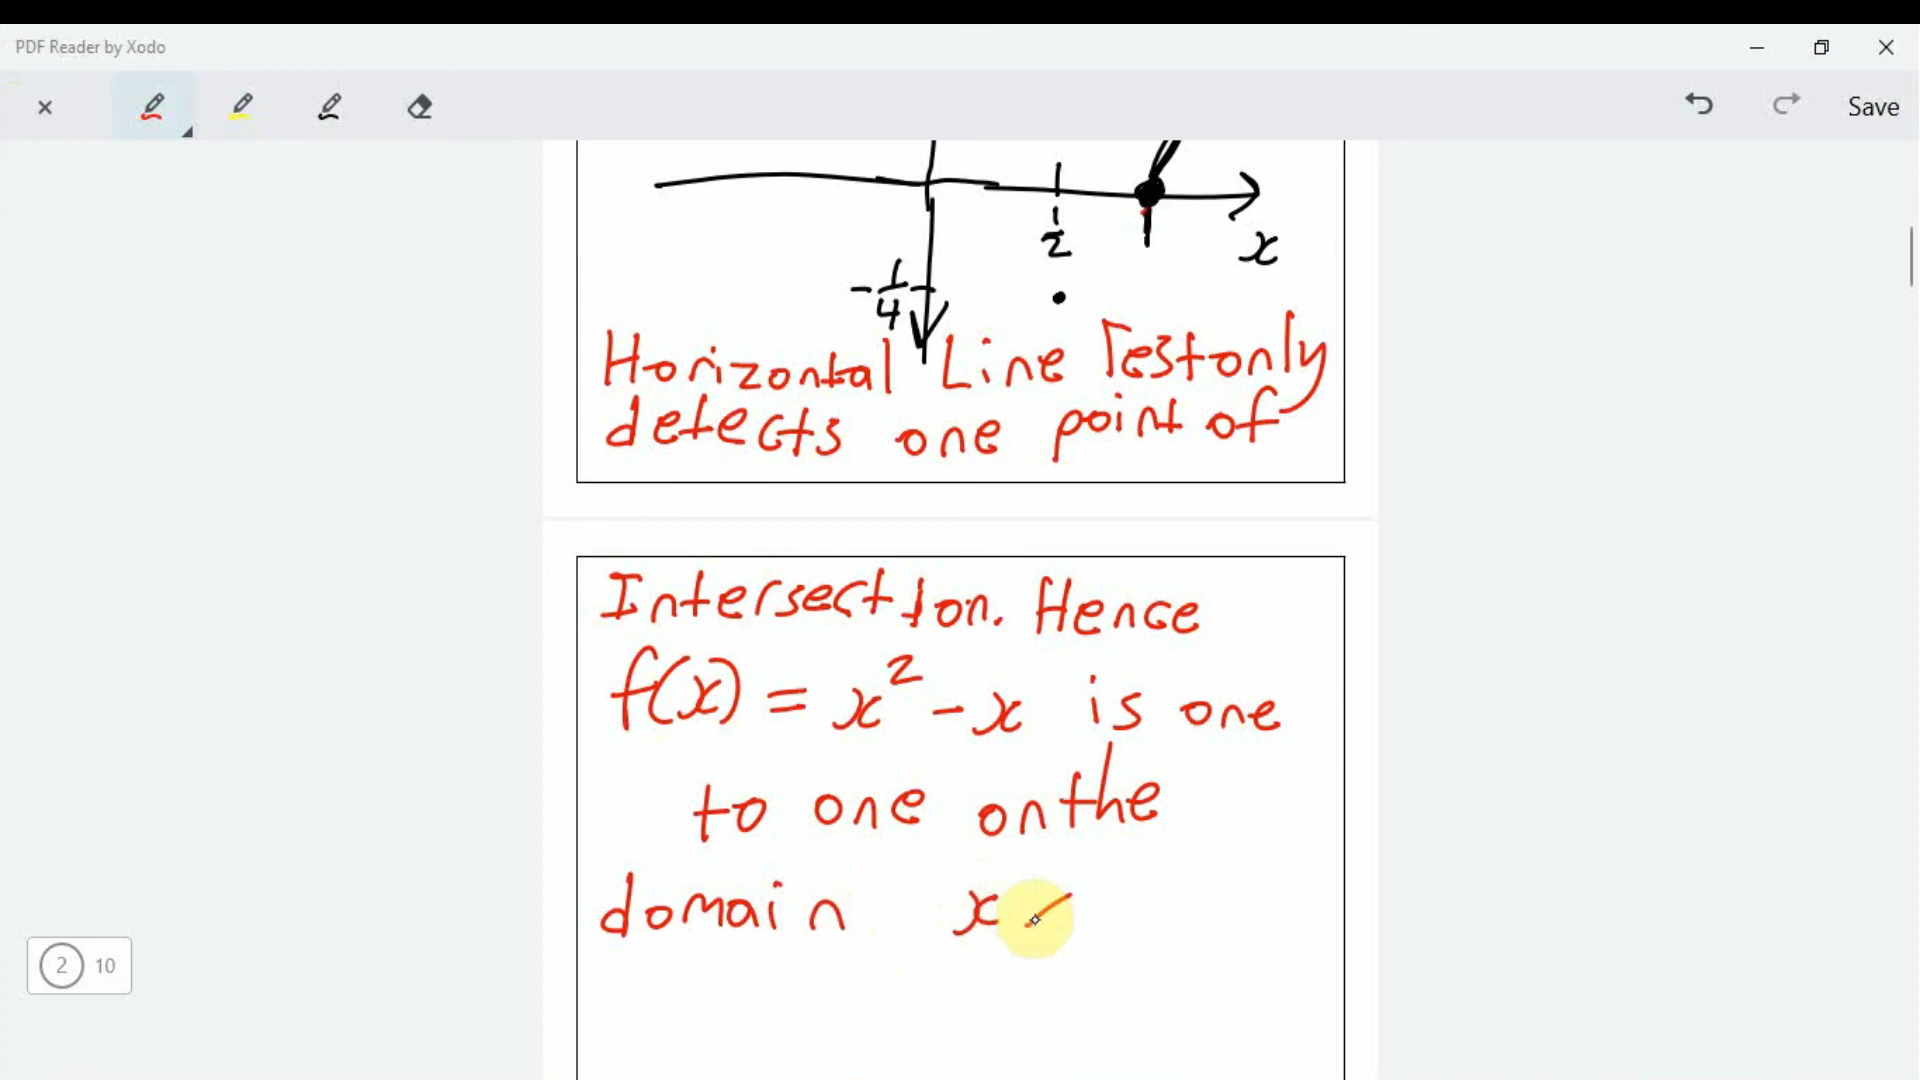 PDF Reader by Xodo
Save
1/2
1
x
-1/4
Horizontal Line Test only
detects one point of
Intersection. Hence
f(x) = x² - x is one
to one on the
domain x
2 10